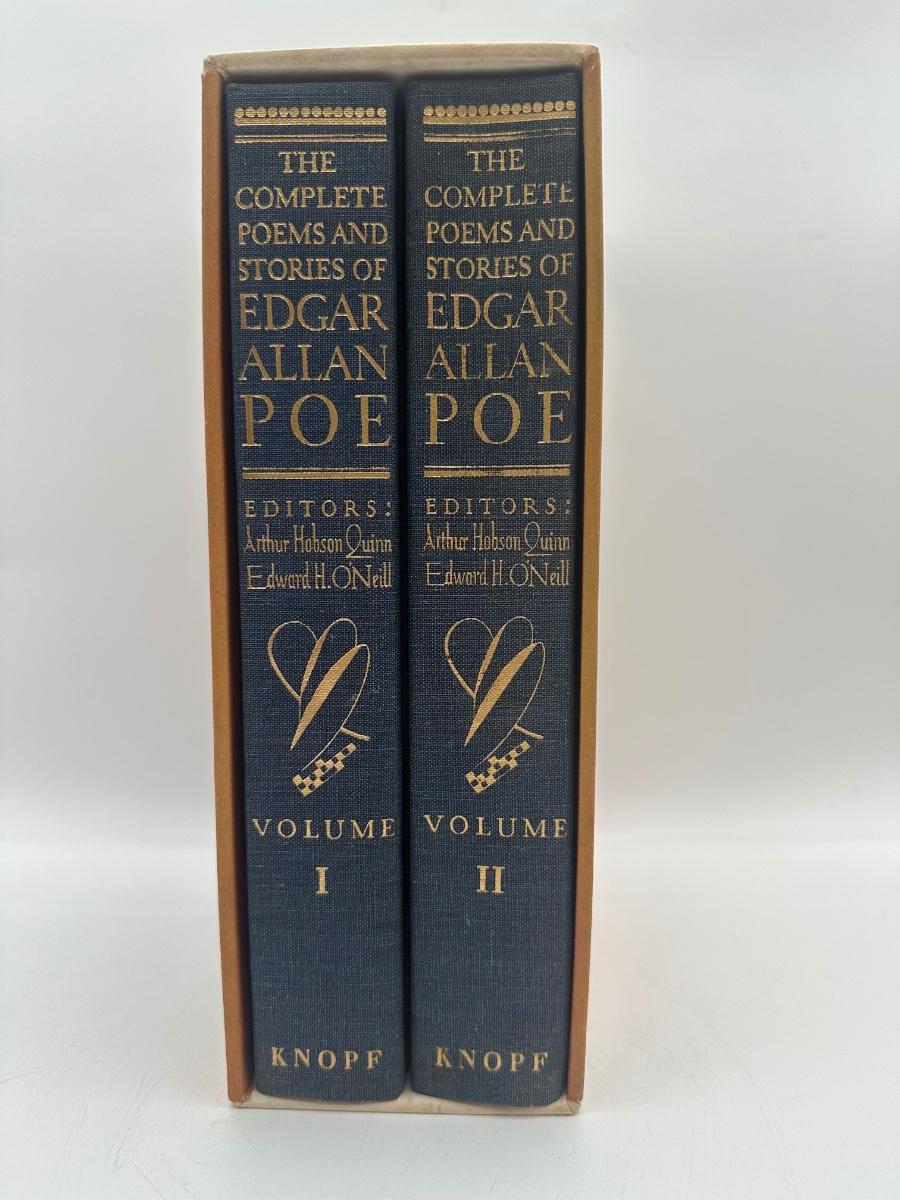 THE
COMPLETE
POEMS AND
STORIES OF
EDGAR
ALLAN
POE
EDITORS:
Arthur Hobson Quinn
Edward H. O'Neill
VOLUME
I
KNOPF
THE
COMPLETE
POEMS AND
STORIES OF
EDGAR
ALLAN
POE
EDITORS:
Arthur Hobson Quinn
Edward H. O'Neill
VOLUME
II
KNOPF